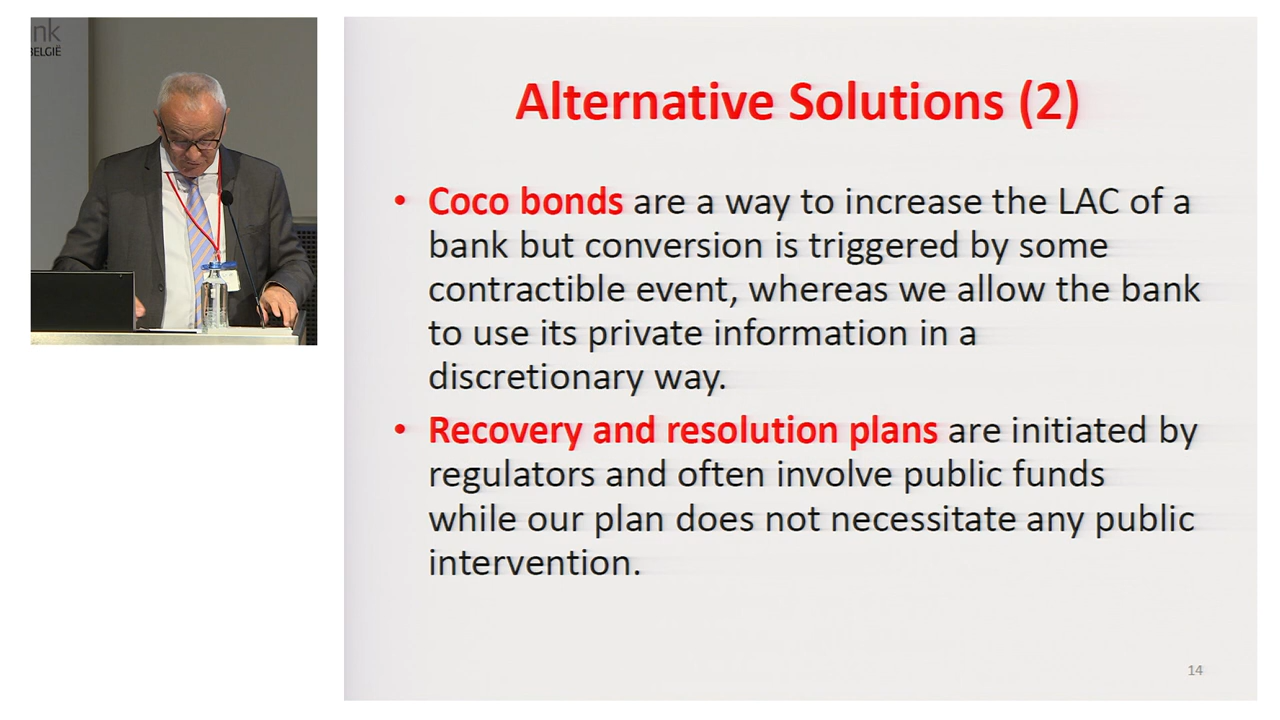 nk
BELGIË
Alternative Solutions (2)
• Coco bonds are a way to increase the LAC of a
bank but conversion is triggered by some
contractible event, whereas we allow the bank
to use its private information in a
discretionary way.
• Recovery and resolution plans are initiated by
regulators and often involve public funds
while our plan does not necessitate any public
intervention.
14